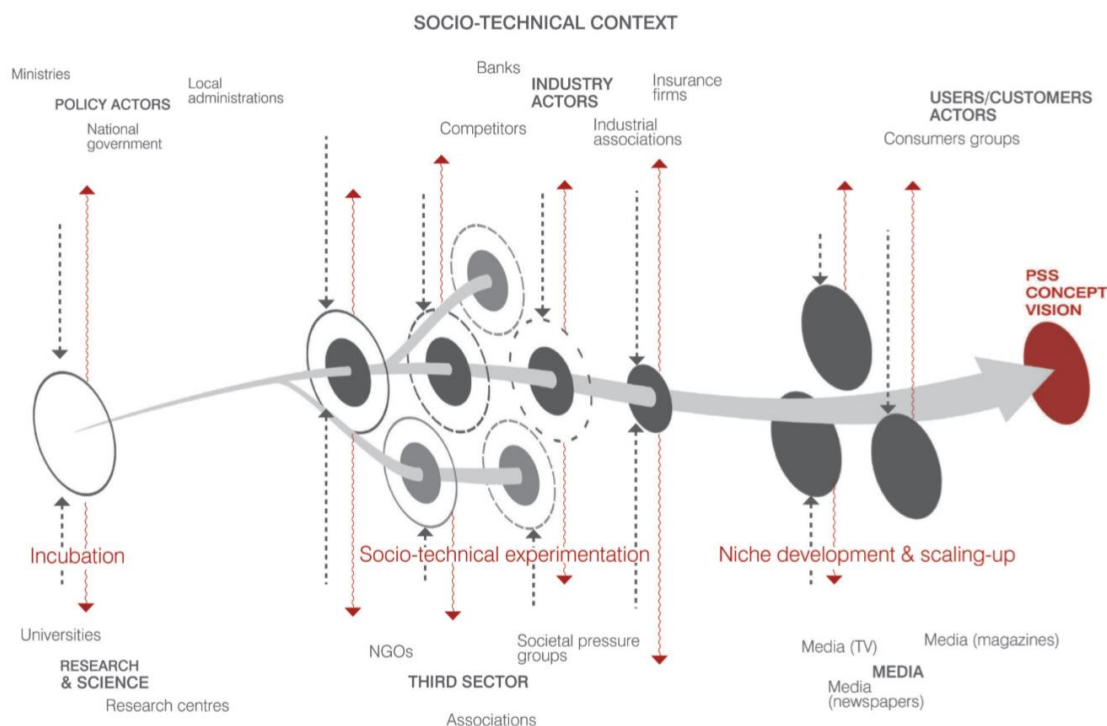 SOCIO-TECHNICAL CONTEXT
Ministries
POLICY ACTORS
National
government
Local
administrations
Banks
INDUSTRY
ACTORS
Competitors
Insurance
firms
Industrial
associations
USERS/CUSTOMERS
ACTORS
Consumers groups
PSS
CONCEPT
VISION
Incubation
Socio-technical experimentation
Niche development & scaling-up
Universities
RESEARCH
& SCIENCE
Research centres
NGOs
THIRD SECTOR
Societal pressure
groups
Associations
Media (TV)
MEDIA
Media
(newspapers)
Media (magazines)